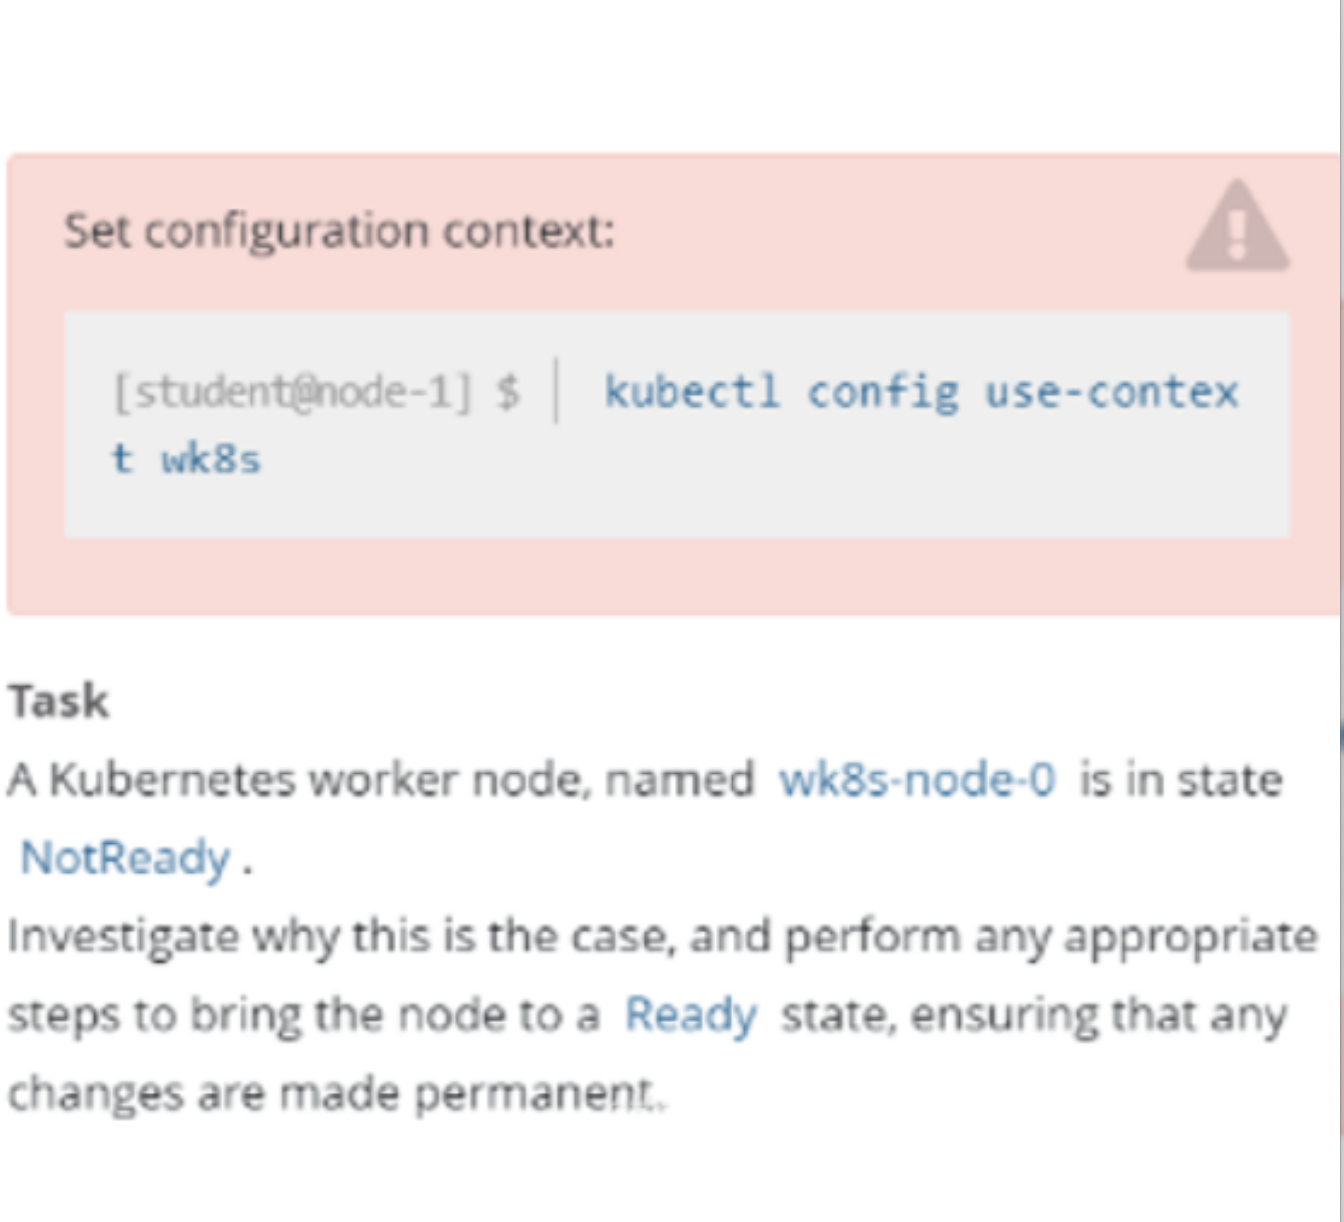 Set configuration context:
[student@node-1] $ | kubectl config use-contex
t wk8s
Task
A Kubernetes worker node, named wk8s-node-0 is in state
NotReady .
Investigate why this is the case, and perform any appropriate
steps to bring the node to a Ready state, ensuring that any
changes are made permanent.